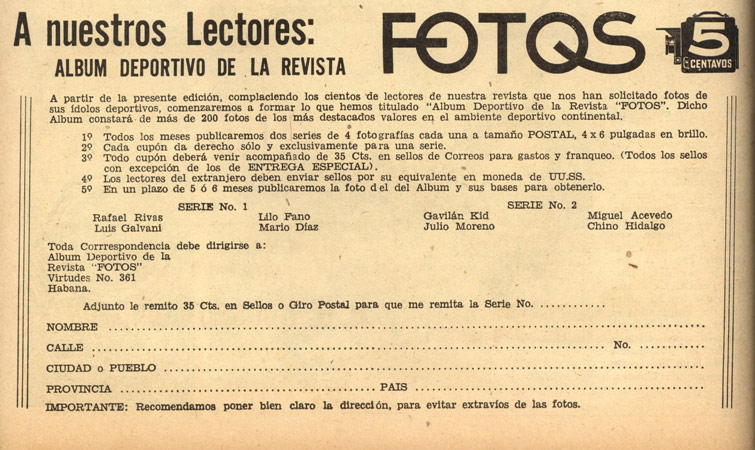 A nuestros Lectores:
ALBUM DEPORTIVO DE LA REVISTA
FOTOS
5
CENTAVOS
A partir de la presente edición, complaciendo los cientos de lectores de nuestra revista que nos han solicitado fotos de
sus ídolos deportivos, comenzaremos a formar lo que hemos titulado "Album Deportivo de la Revista "FOTOS". Dicho
Album constará de más de 200 fotos de los más destacados valores en el ambiente deportivo continental.
1º Todos los meses publicaremos dos series de 4 fotografías cada una a tamaño POSTAL, 4 x 6 pulgadas en brillo.
2º Cada cupón da derecho sólo y exclusivamente para una serie.
3º Todo cupón deberá venir acompañado de 35 Cts. en sellos de Correos para gastos y franqueo. (Todos los sellos
con excepción de los de ENTREGA ESPECIAL).
4º Los lectores del extranjero deben enviar sellos por su equivalente en moneda de UU.SS.
5º En un plazo de 5 ó 6 meses publicaremos la foto del del Album y sus bases para obtenerlo.
SERIE No. 1 SERIE No. 2
Rafael Rivas Lilo Fano Gavilán Kid Miguel Acevedo
Luis Galvani Mario Díaz Julio Moreno Chino Hidalgo
Toda Corrrespondencia debe dirigirse a:
Album Deportivo de la
Revista "FOTOS"
Virtudes No. 361
Habana.
Adjunto le remito 35 Cts. en Sellos o Giro Postal para que me remita la Serie No. ............
NOMBRE ................................................
CALLE ................................................ No. ................
CIUDAD o PUEBLO ................................................
PROVINCIA ................................ PAIS ................................
IMPORTANTE: Recomendamos poner bien claro la dirección, para evitar extravíos de las fotos.